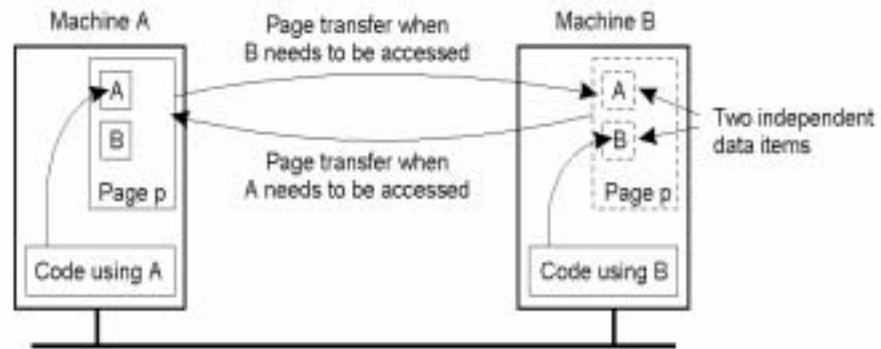 Machine A
Page transfer when
B needs to be accessed
Machine B
A
B
Page p
Code using A
Page transfer when
A needs to be accessed
A
B
Page p
Code using B
Two independent
data items